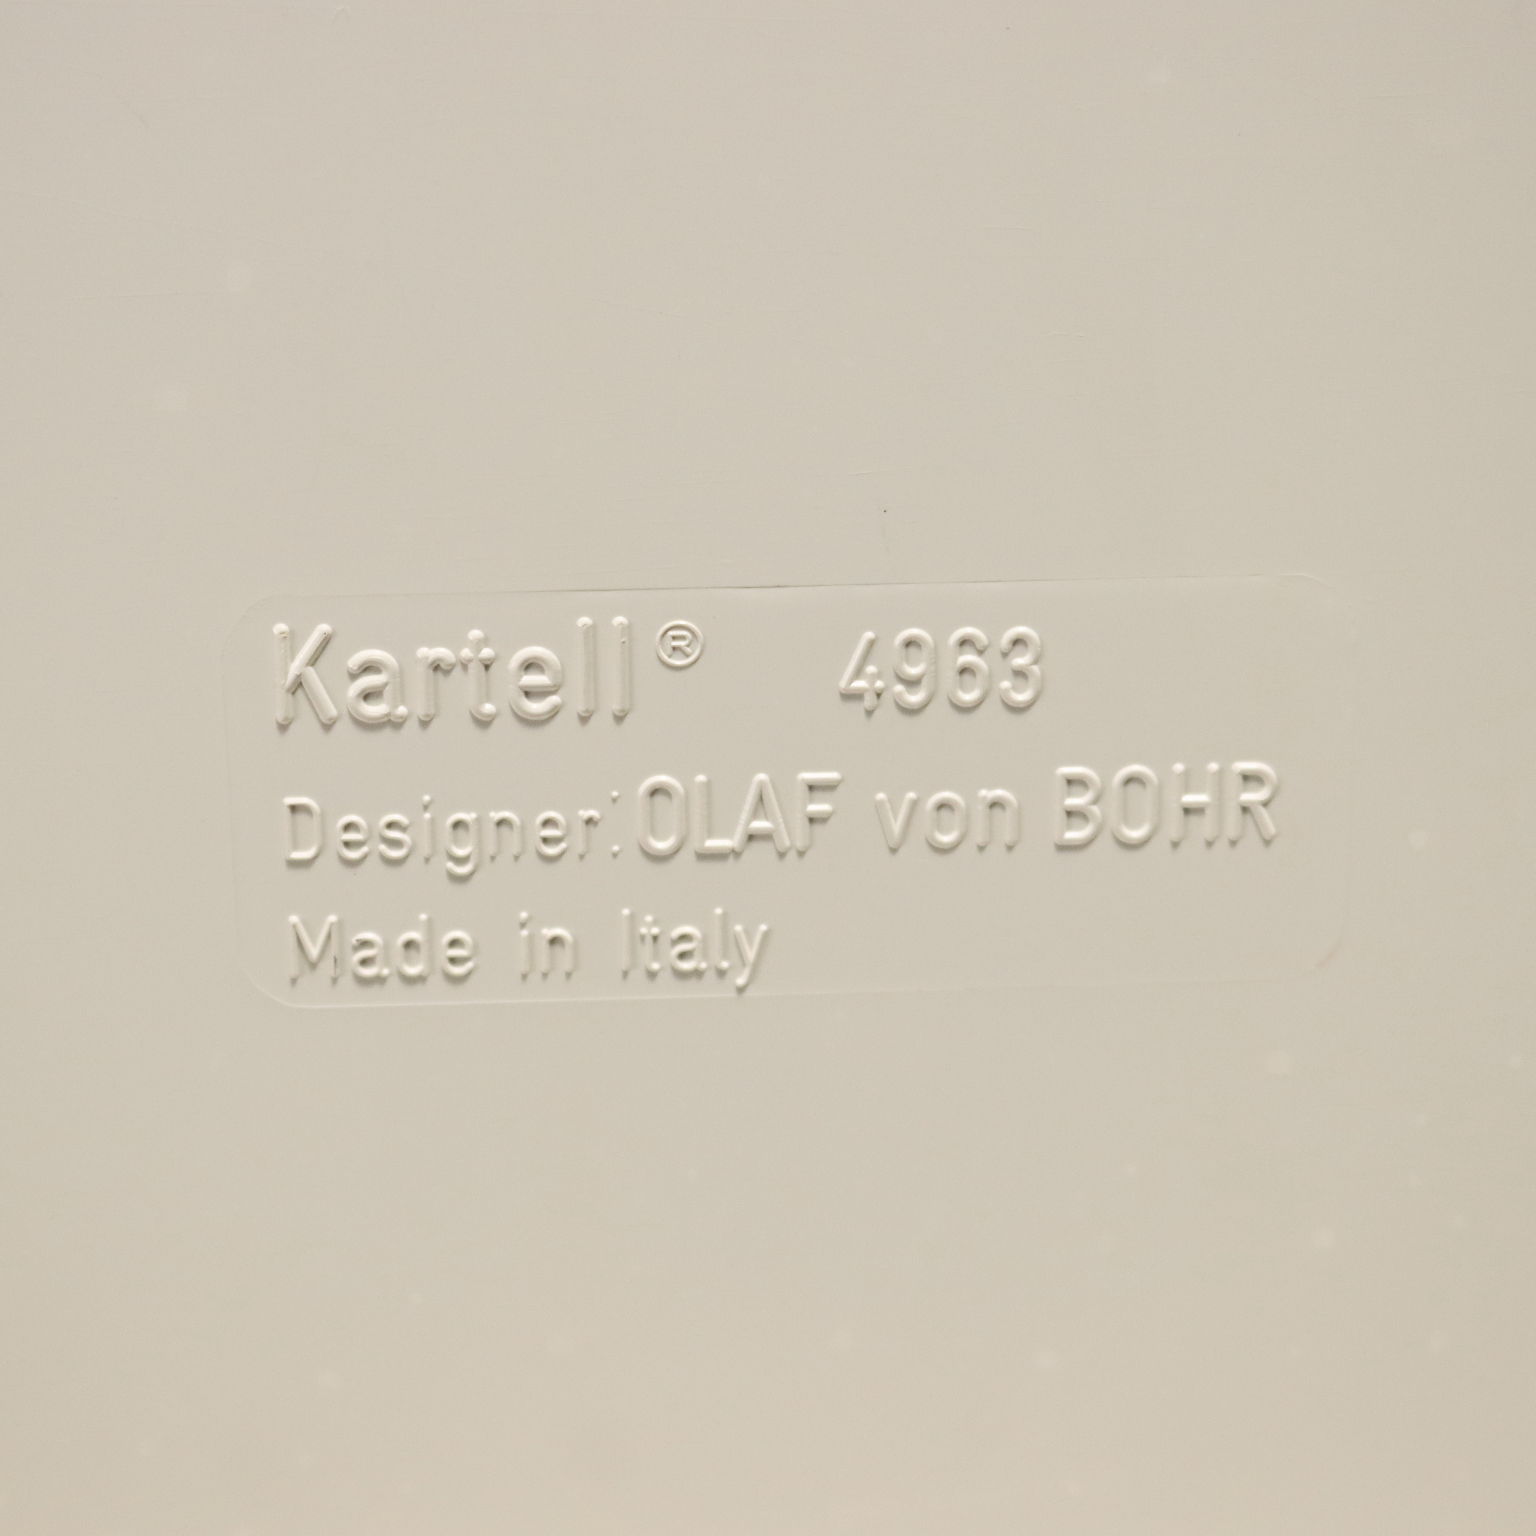 Kartell® 4963
Designer: OLAF von BOHR
Made in Italy